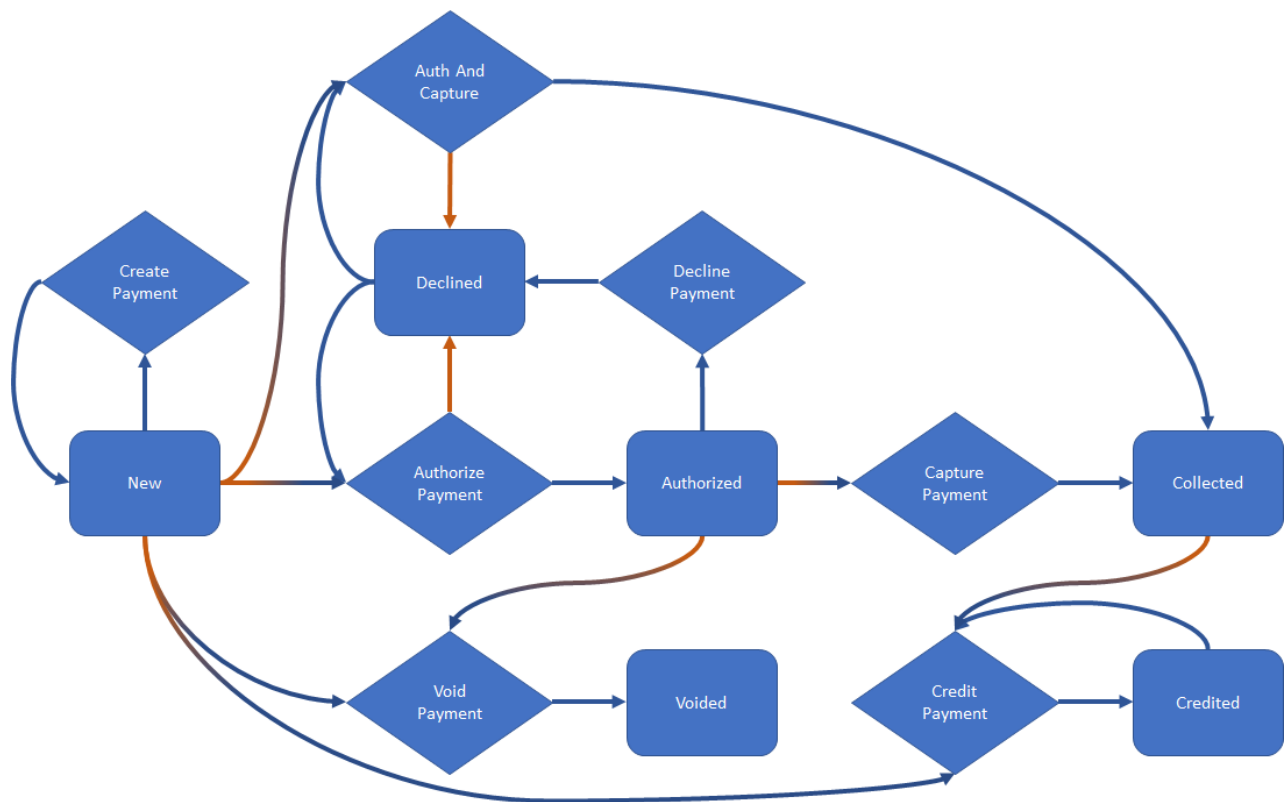 Auth And
Capture
Create
Payment
Declined
Decline
Payment
New
Authorize
Payment
Authorized
Capture
Payment
Collected
Void
Payment
Voided
Credit
Payment
Credited